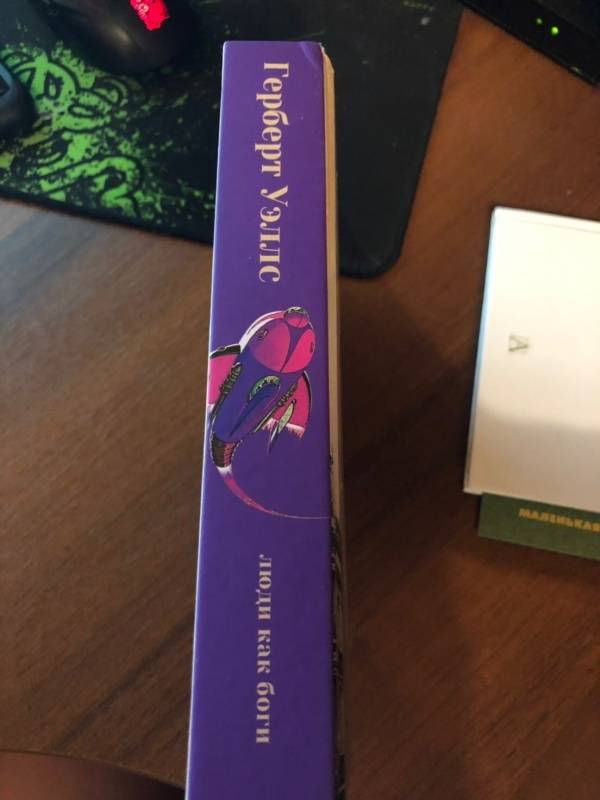 Герберт Уэллс
люди как боги
А
МАЛЕНЬКАЯ